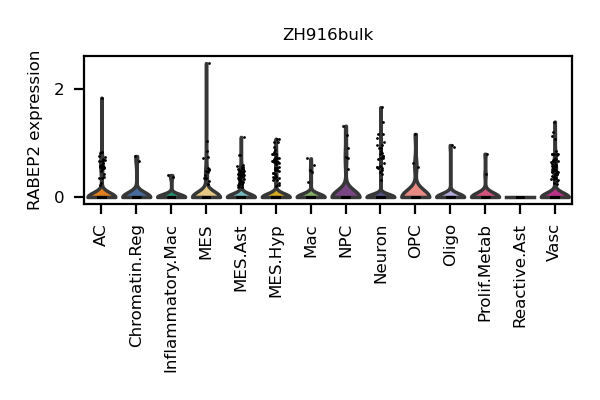 ZH916bulk
RABEP2 expression
2
0
AC
Chromatin.Reg
Inflammatory.Mac
MES
MES.Ast
MES.Hyp
Mac
NPC
Neuron
OPC
Oligo
Prolif.Metab
Reactive.Ast
Vasc